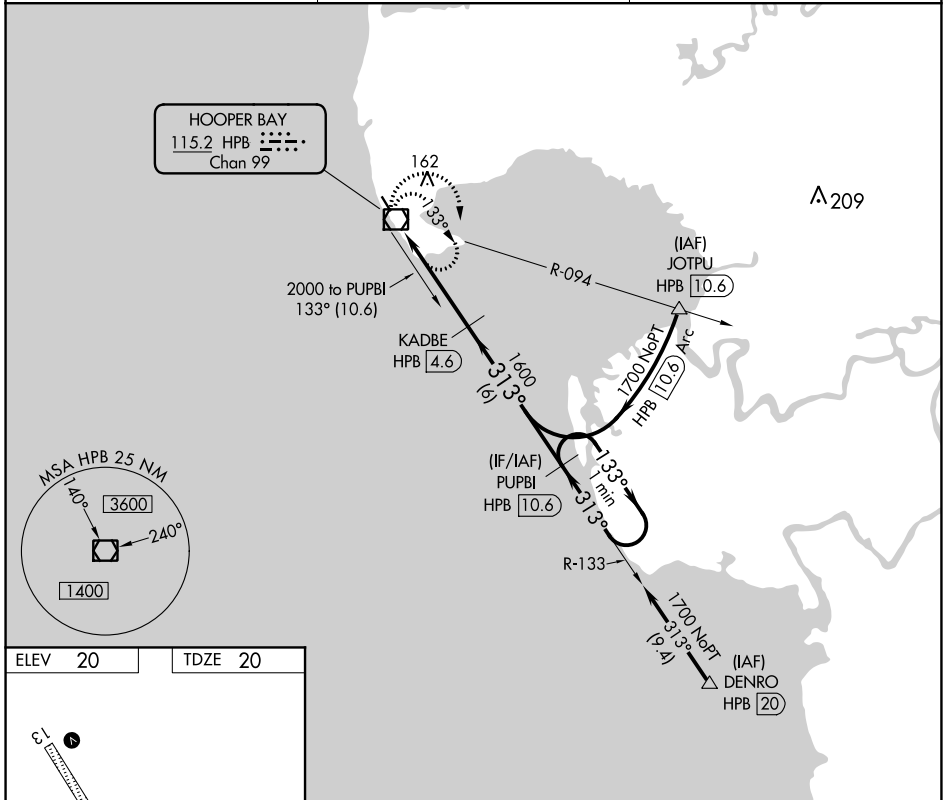 HOOPER BAY
115.2 HPB
Chan 99
162
209
133°
(IAF)
JOTPU
HPB 10.6
R-094
2000 to PUPBI
133° (10.6)
KADBE
HPB 4.6
1600
313°
(6)
1700 NoPT
HPB 10.6 Arc
(IF/IAF)
PUPBI
HPB 10.6
133°
1 min
313°
R-133
1700 NoPT
313°
(9.4)
(IAF)
DENRO
HPB 20
MSA HPB 25 NM
140°
3600
240°
1400
ELEV 20
TDZE 20
13
V